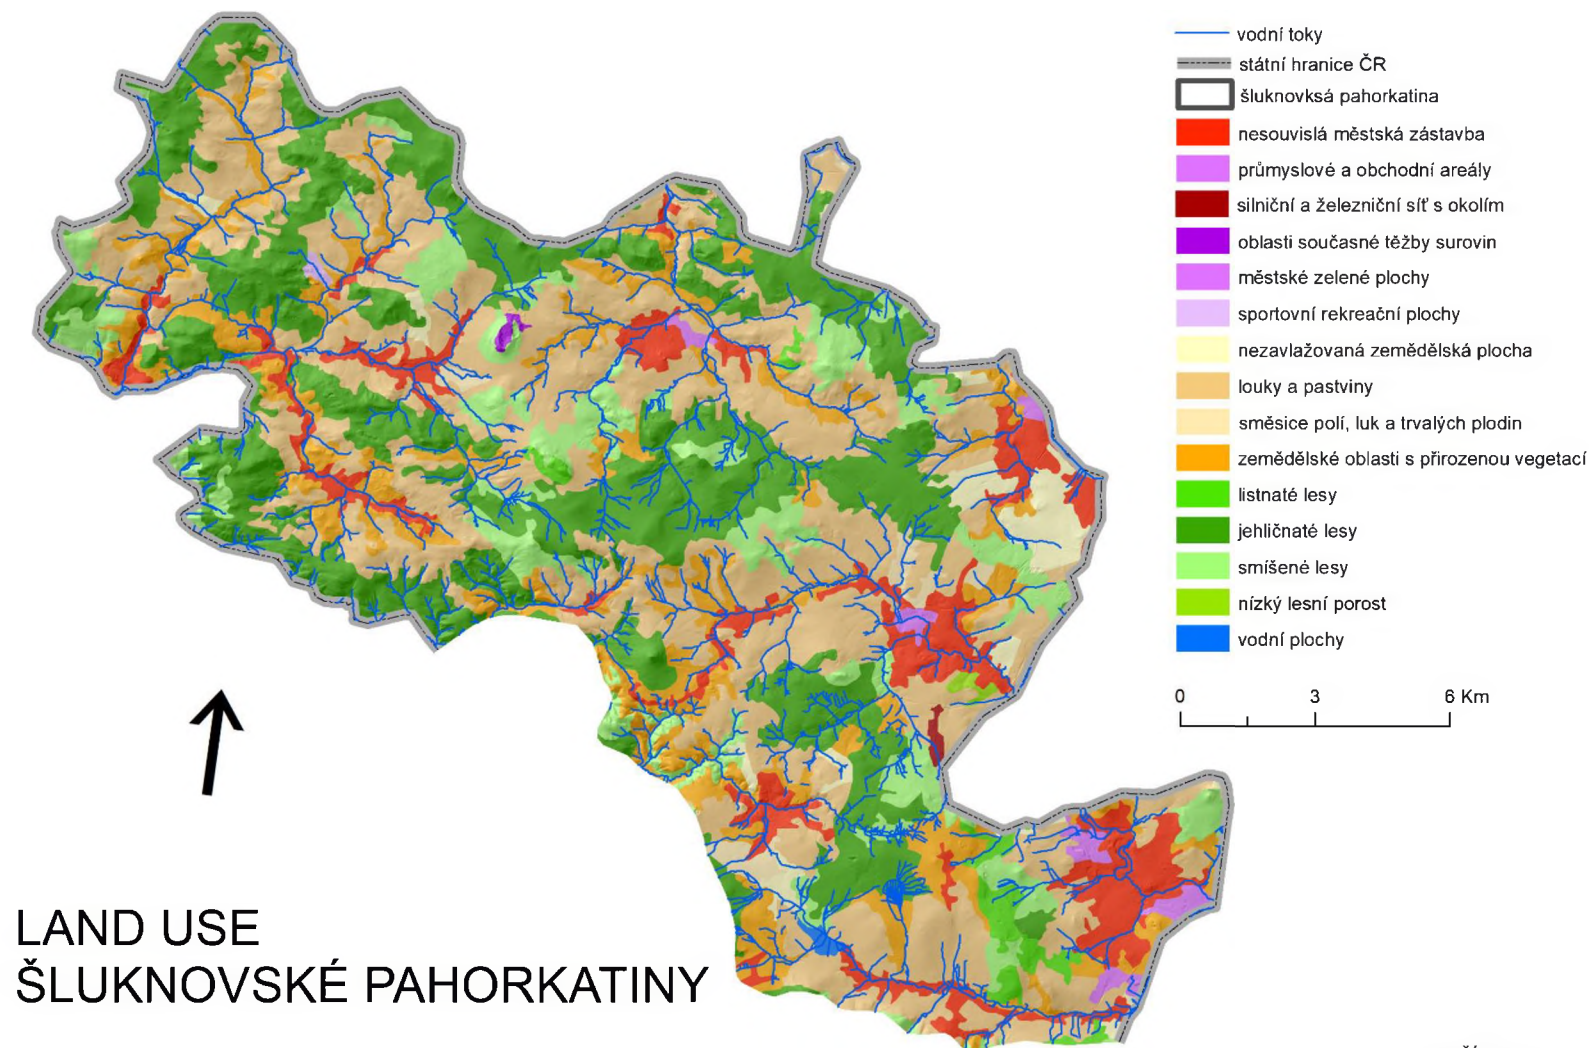 vodní toky
státní hranice ČR
šluknovksá pahorkatina
nesouvislá městská zástavba
průmyslové a obchodní areály
silniční a železniční síť s okolím
oblasti současné těžby surovin
městské zelené plochy
sportovní rekreační plochy
nezavlažovaná zemědělská plocha
louky a pastviny
směsice polí, luk a trvalých plodin
zemědělské oblasti s přirozenou vegetací
listnaté lesy
jehličnaté lesy
smíšené lesy
nízký lesní porost
vodní plochy
0 3 6 Km
LAND USE
ŠLUKNOVSKÉ PAHORKATINY